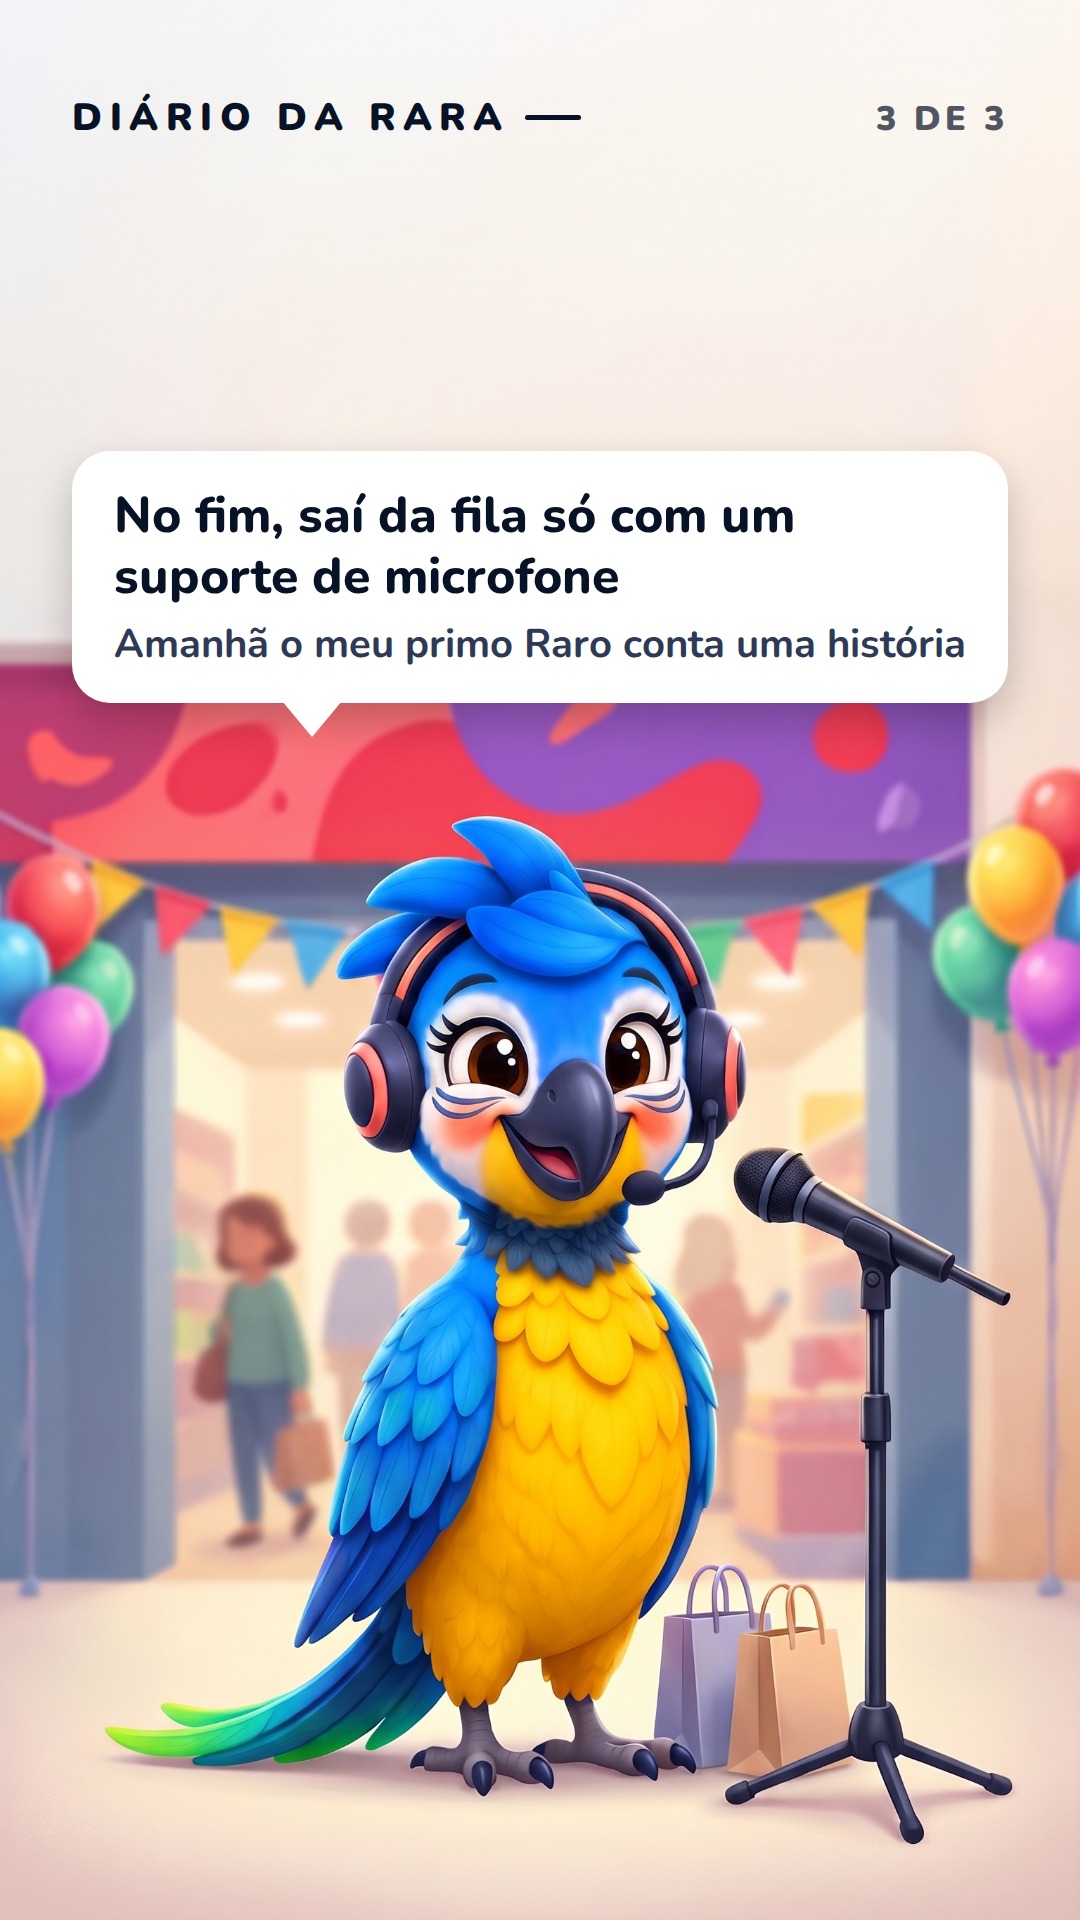 DIÁRIO DA RARA —
3 DE 3
No fim, saí da fila só com um
suporte de microfone
Amanhã o meu primo Raro conta uma história